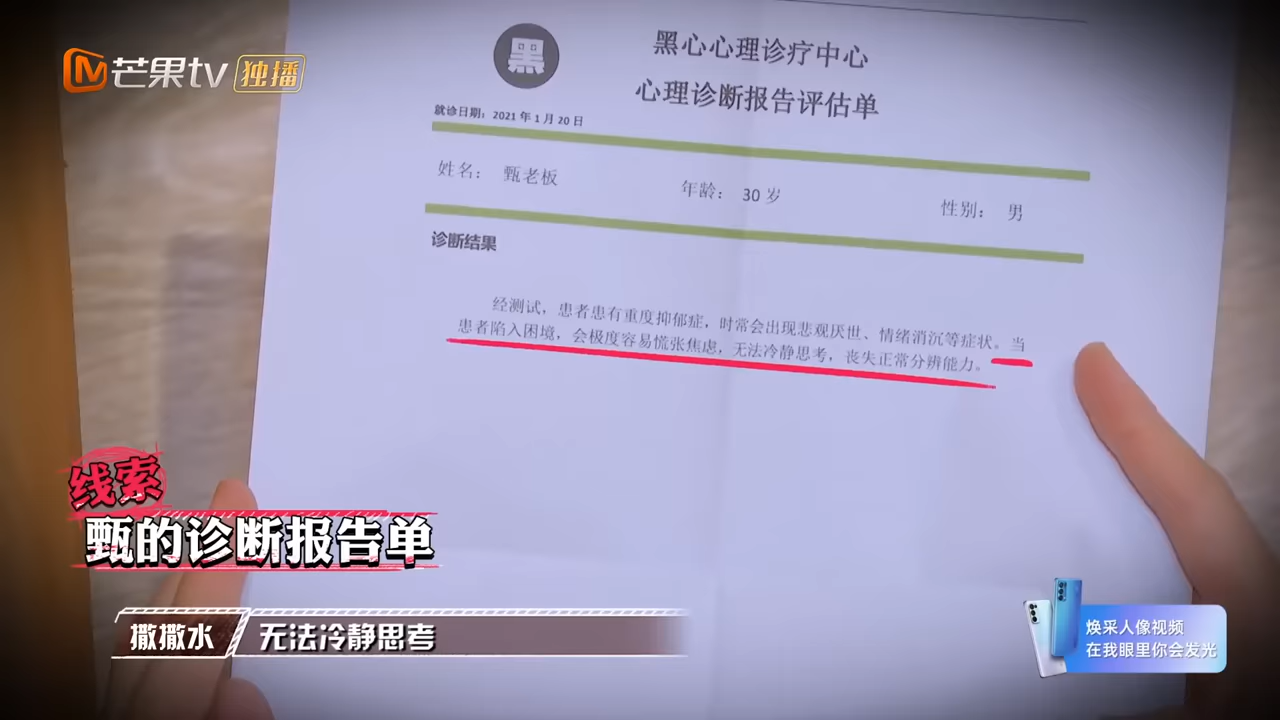 芒果tv 独播
黑
黑心心理诊疗中心
心理诊断报告评估单
就诊日期：2021年1月20日
姓名： 甄老板 年龄： 30岁 性别： 男
诊断结果
经测试，患者患有重度抑郁症，时常会出现悲观厌世、情绪消沉等症状。当
患者陷入困境，会极度容易慌张焦虑，无法冷静思考，丧失正常分辨能力。
线索
甄的诊断报告单
撒撒水 无法冷静思考
焕采人像视频
在我眼里你会发光